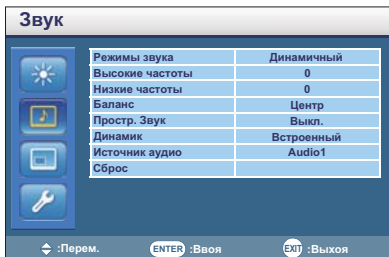 Звук
Режимы звука Динамичный
Высокие частоты 0
Низкие частоты 0
Баланс Центр
Простр. Звук Выкл.
Динамик Встроенный
Источник аудио Audio1
Сброс
:Перем. ENTER :Ввоя EXIT :Выхоя